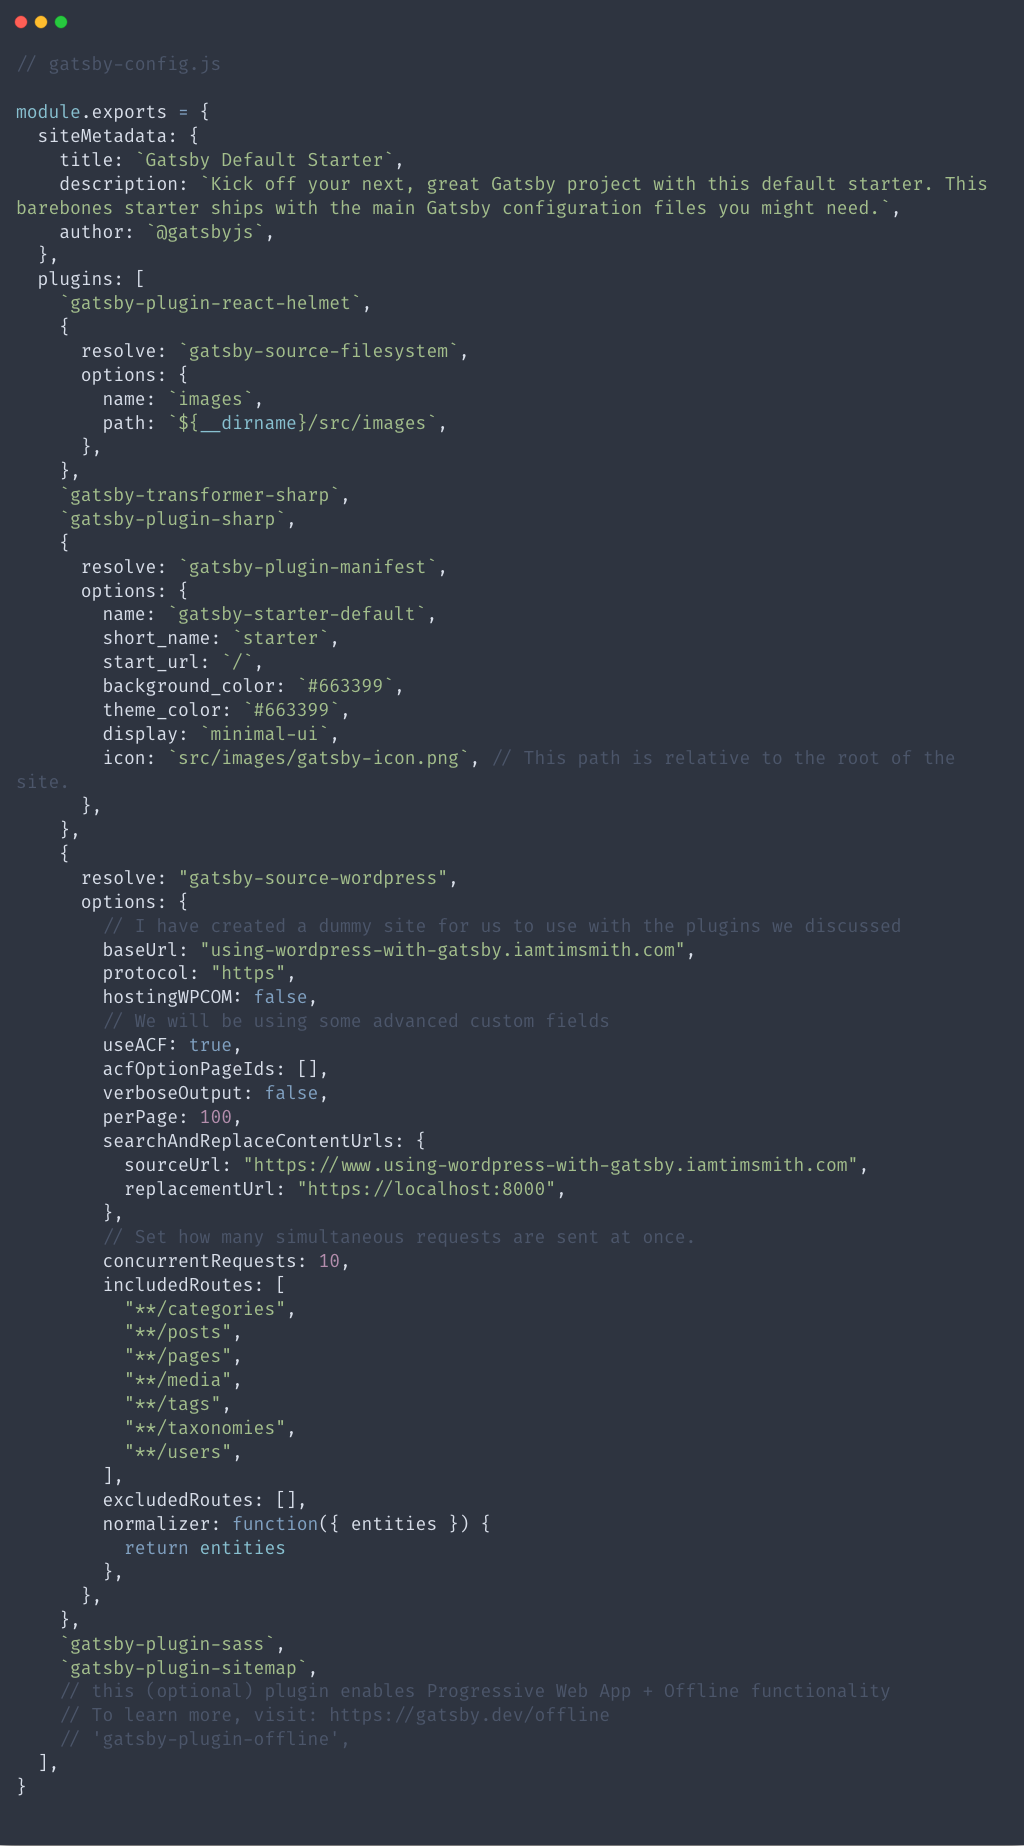 // gatsby-config.js

module.exports = {
  siteMetadata: {
    title: `Gatsby Default Starter`,
    description: `Kick off your next, great Gatsby project with this default starter. This
barebones starter ships with the main Gatsby configuration files you might need.`,
    author: `@gatsbyjs`,
  },
  plugins: [
    `gatsby-plugin-react-helmet`,
    {
      resolve: `gatsby-source-filesystem`,
      options: {
        name: `images`,
        path: `${__dirname}/src/images`,
      },
    },
    `gatsby-transformer-sharp`,
    `gatsby-plugin-sharp`,
    {
      resolve: `gatsby-plugin-manifest`,
      options: {
        name: `gatsby-starter-default`,
        short_name: `starter`,
        start_url: `/`,
        background_color: `#663399`,
        theme_color: `#663399`,
        display: `minimal-ui`,
        icon: `src/images/gatsby-icon.png`, // This path is relative to the root of the
site.
      },
    },
    {
      resolve: "gatsby-source-wordpress",
      options: {
        // I have created a dummy site for us to use with the plugins we discussed
        baseUrl: "using-wordpress-with-gatsby.iamtimsmith.com",
        protocol: "https",
        hostingWPCOM: false,
        // We will be using some advanced custom fields
        useACF: true,
        acfOptionPageIds: [],
        verboseOutput: false,
        perPage: 100,
        searchAndReplaceContentUrls: {
          sourceUrl: "https://www.using-wordpress-with-gatsby.iamtimsmith.com",
          replacementUrl: "https://localhost:8000",
        },
        // Set how many simultaneous requests are sent at once.
        concurrentRequests: 10,
        includedRoutes: [
          "**/categories",
          "**/posts",
          "**/pages",
          "**/media",
          "**/tags",
          "**/taxonomies",
          "**/users",
        ],
        excludedRoutes: [],
        normalizer: function({ entities }) {
          return entities
        },
      },
    },
    `gatsby-plugin-sass`,
    `gatsby-plugin-sitemap`,
    // this (optional) plugin enables Progressive Web App + Offline functionality
    // To learn more, visit: https://gatsby.dev/offline
    // 'gatsby-plugin-offline',
  ],
}